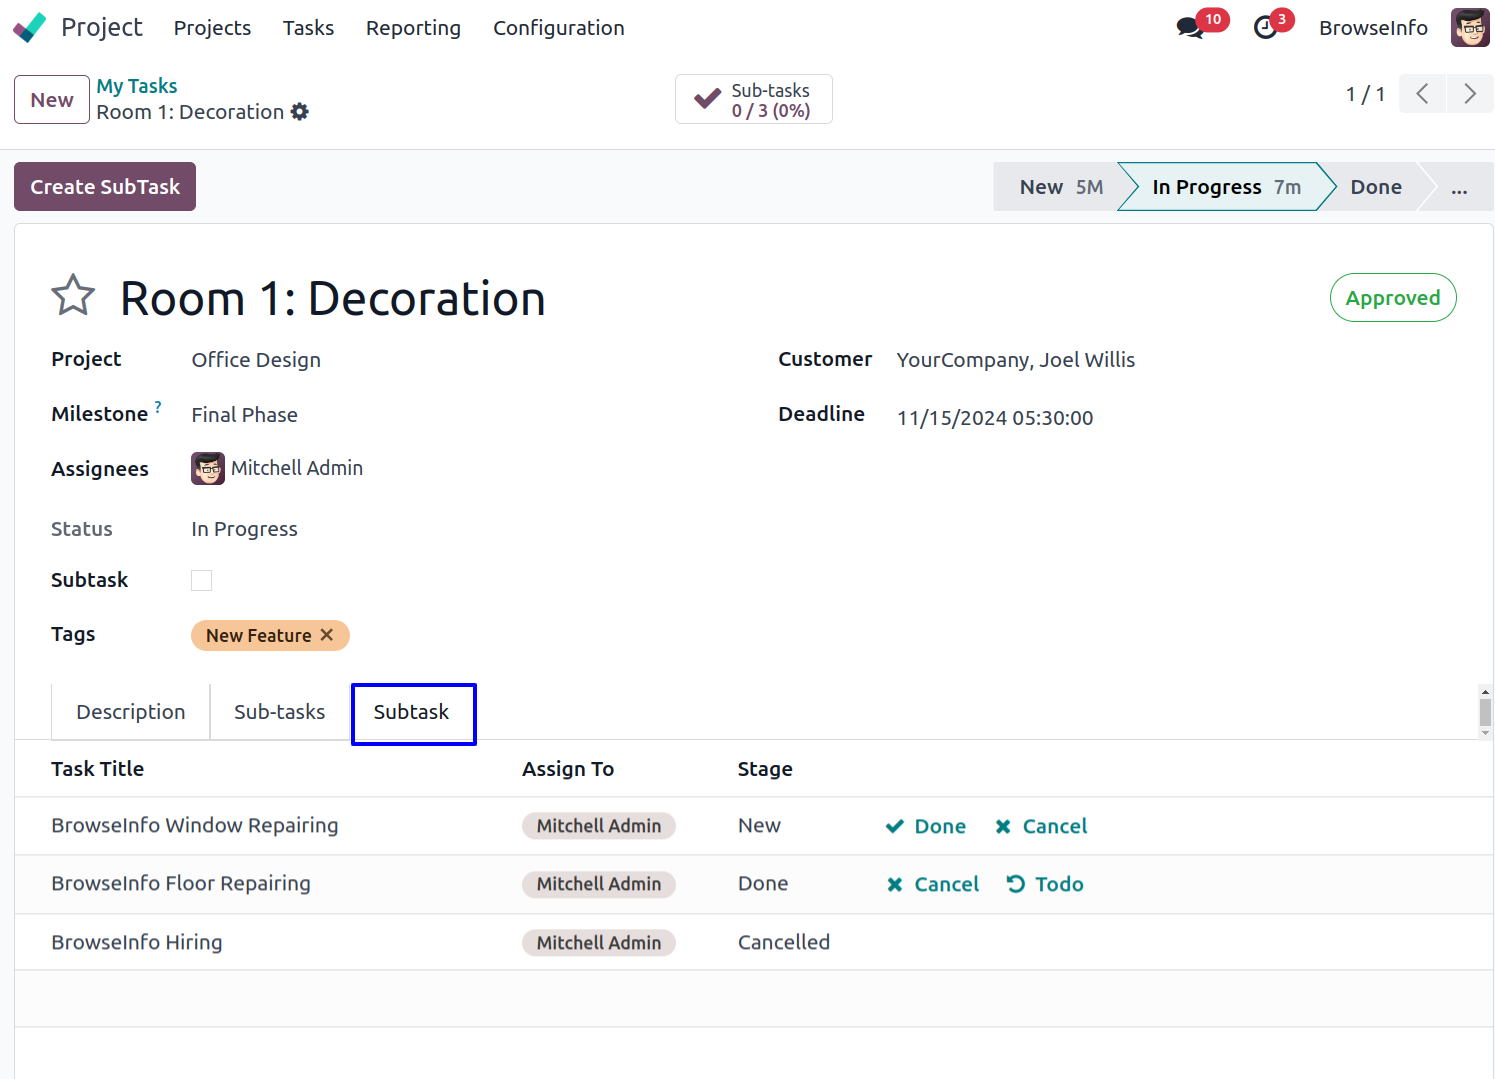 Project Projects Tasks Reporting Configuration 10 3 BrowseInfo
New My Tasks Sub-tasks 1 / 1
Room 1: Decoration 0 / 3 (0%)
Create SubTask New 5M In Progress 7m Done ...
Room 1: Decoration Approved
Project Office Design Customer YourCompany, Joel Willis
Milestone ? Final Phase Deadline 11/15/2024 05:30:00
Assignees Mitchell Admin
Status In Progress
Subtask
Tags New Feature ✕
Description Sub-tasks Subtask
Task Title Assign To Stage
BrowseInfo Window Repairing Mitchell Admin New Done Cancel
BrowseInfo Floor Repairing Mitchell Admin Done Cancel Todo
BrowseInfo Hiring Mitchell Admin Cancelled